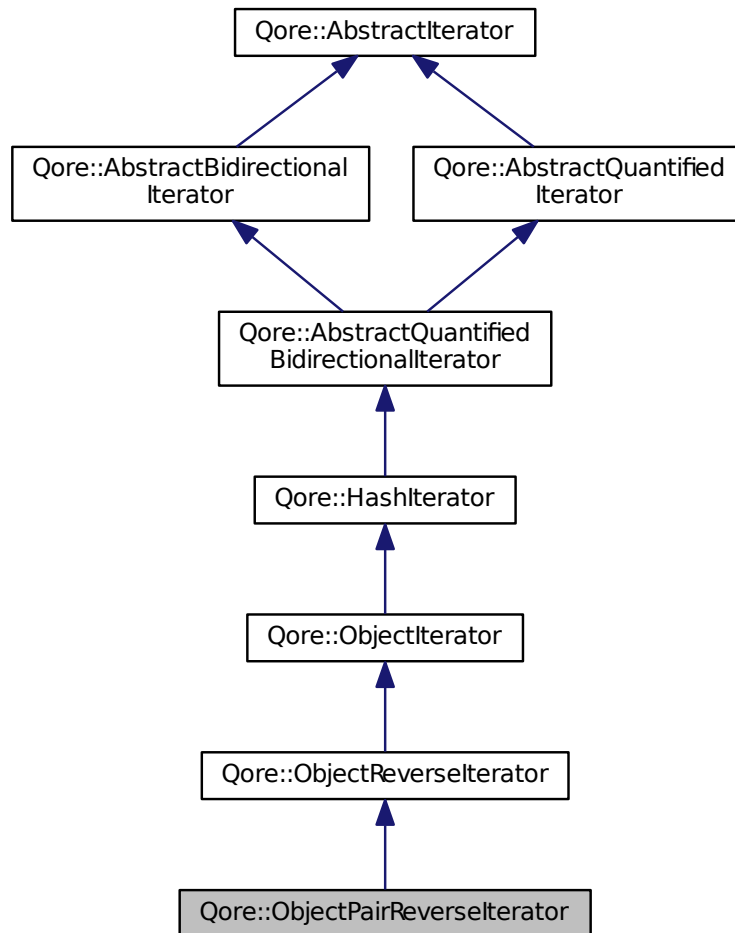 Qore::AbstractIterator
Qore::AbstractBidirectional
Iterator
Qore::AbstractQuantified
Iterator
Qore::AbstractQuantified
BidirectionalIterator
Qore::HashIterator
Qore::ObjectIterator
Qore::ObjectReverseIterator
Qore::ObjectPairReverseIterator